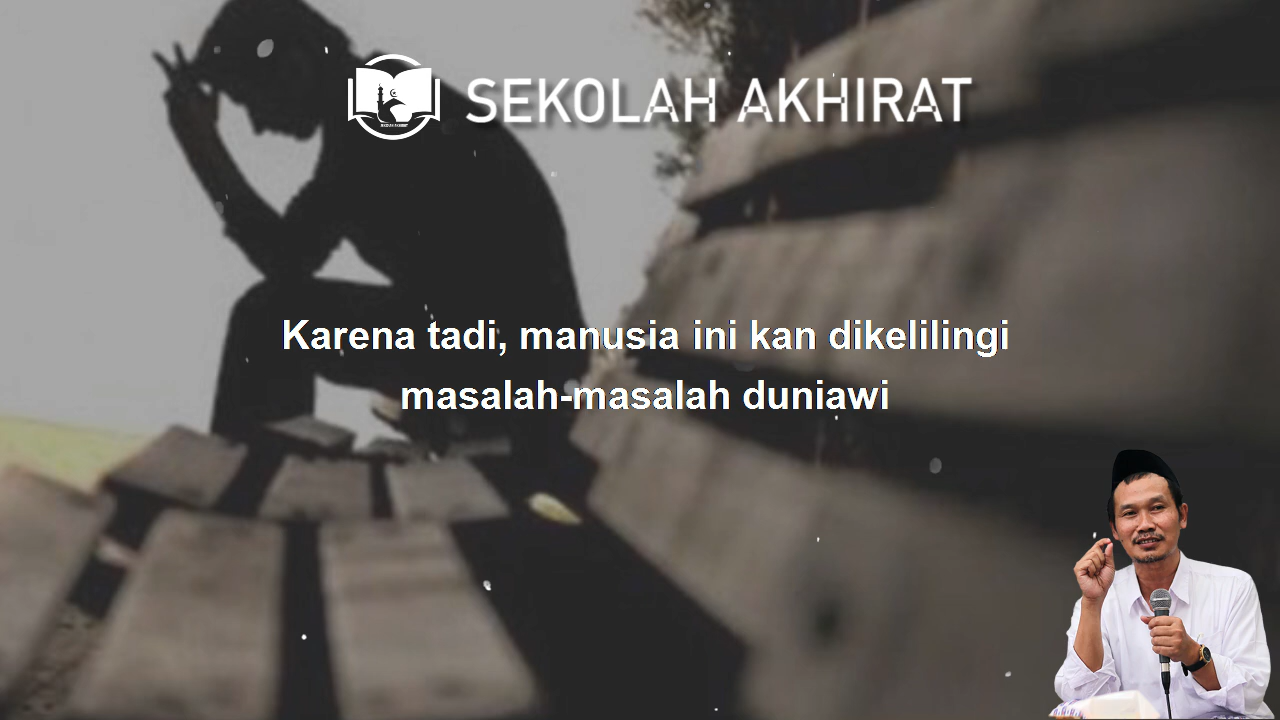 SEKOLAH AKHIRAT
Karena tadi, manusia ini kan dikelilingi
masalah-masalah duniawi